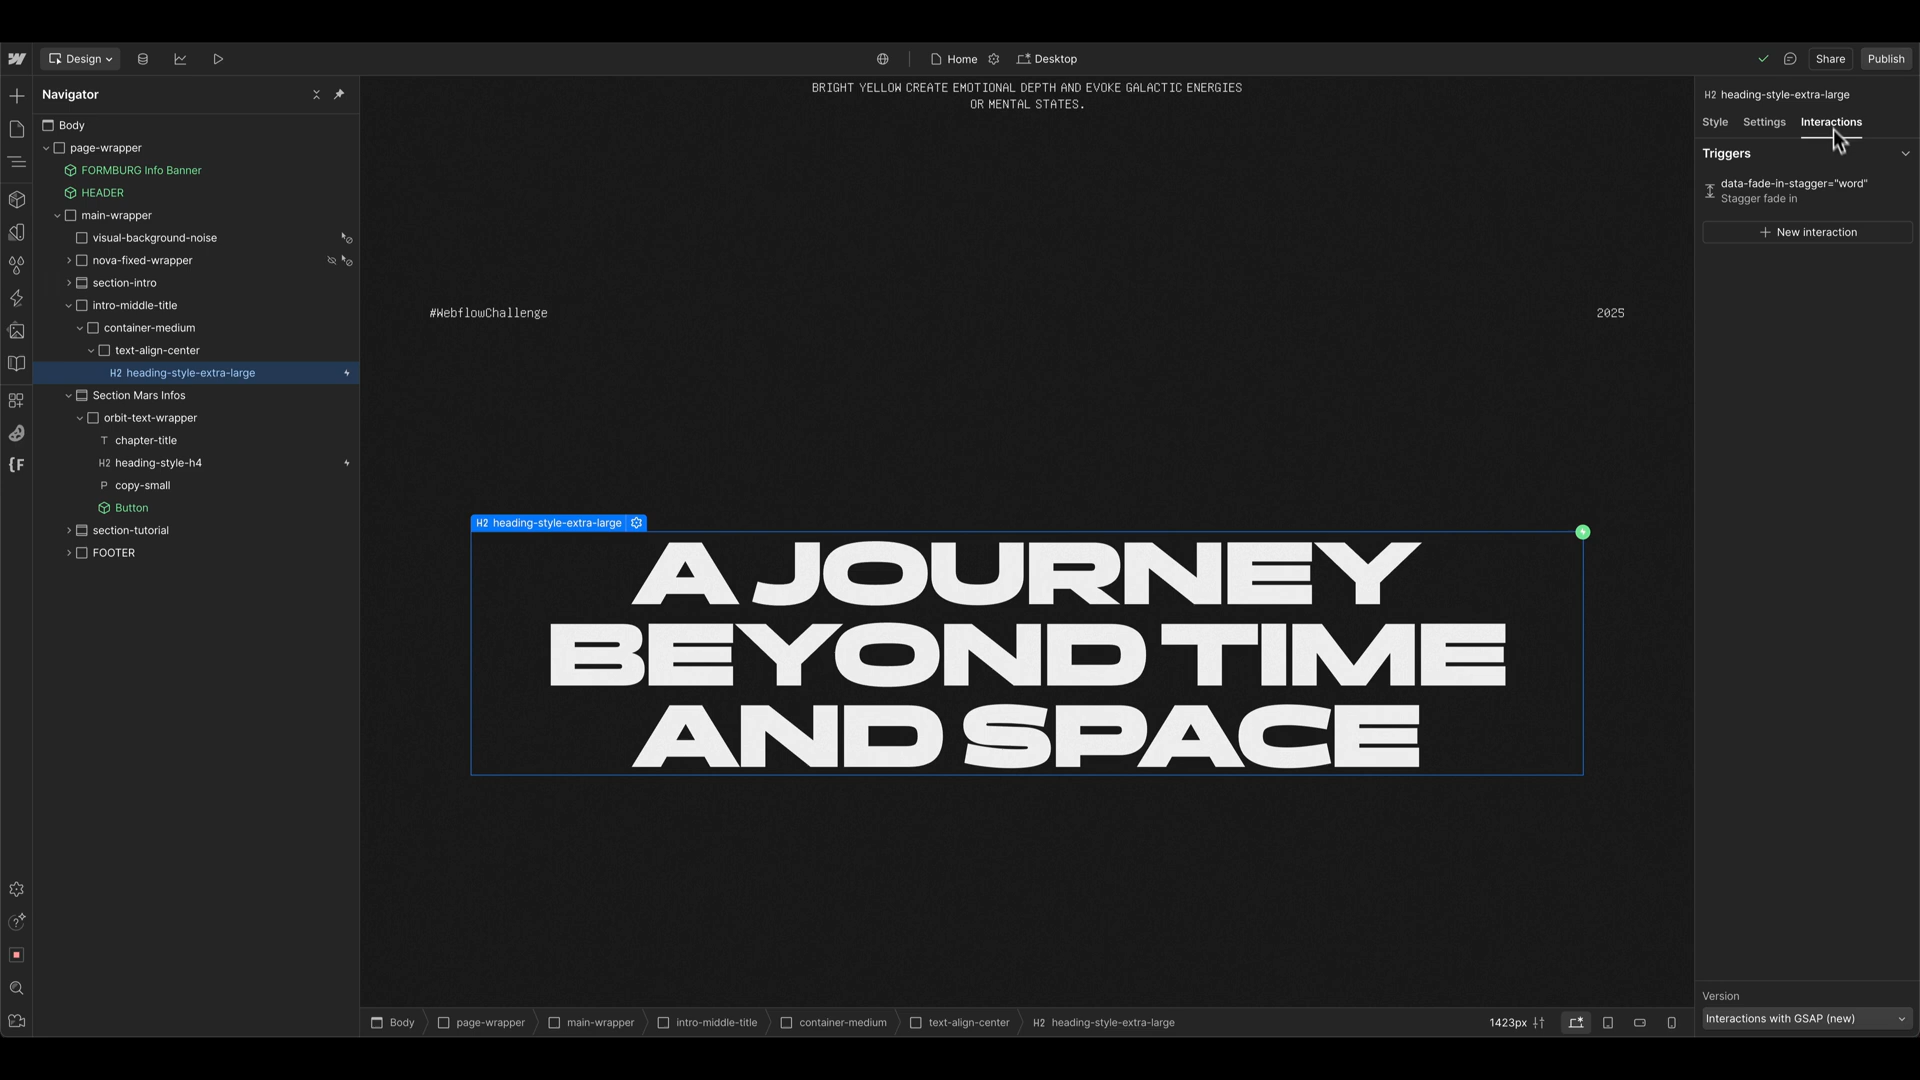 Design
Home
Desktop
Share
Publish
Navigator
Body
page-wrapper
FORMBURG Info Banner
HEADER
main-wrapper
visual-background-noise
nova-fixed-wrapper
section-intro
intro-middle-title
container-medium
text-align-center
H2 heading-style-extra-large
Section Mars Infos
orbit-text-wrapper
T chapter-title
H2 heading-style-h4
P copy-small
Button
section-tutorial
FOOTER
BRIGHT YELLOW CREATE EMOTIONAL DEPTH AND EVOKE GALACTIC ENERGIES
OR MENTAL STATES.
#WebflowChallenge
2025
H2 heading-style-extra-large
A JOURNEY
BEYOND TIME
AND SPACE
Body
page-wrapper
main-wrapper
intro-middle-title
container-medium
text-align-center
H2 heading-style-extra-large
1423px
H2 heading-style-extra-large
Style
Settings
Interactions
Triggers
data-fade-in-stagger="word"
Stagger fade in
New interaction
Version
Interactions with GSAP (new)